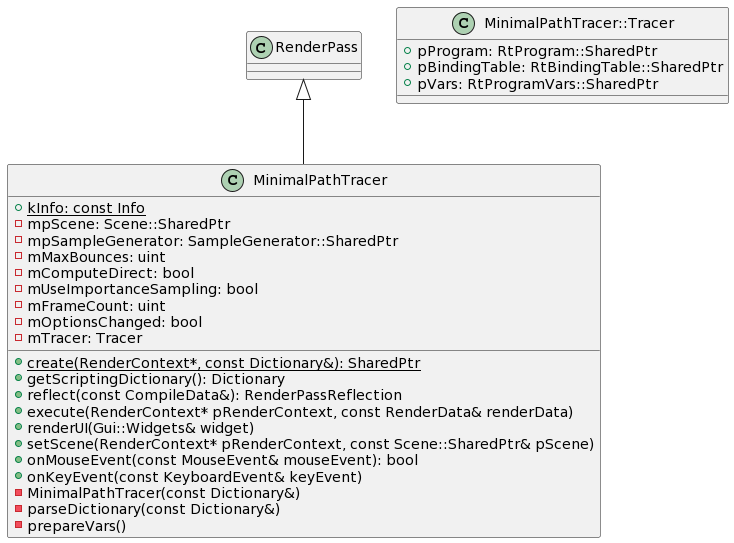 C RenderPass
C MinimalPathTracer::Tracer
pProgram: RtProgram::SharedPtr
pBindingTable: RtBindingTable::SharedPtr
pVars: RtProgramVars::SharedPtr
C MinimalPathTracer
kInfo: const Info
mpScene: Scene::SharedPtr
mpSampleGenerator: SampleGenerator::SharedPtr
mMaxBounces: uint
mComputeDirect: bool
mUseImportanceSampling: bool
mFrameCount: uint
mOptionsChanged: bool
mTracer: Tracer
create(RenderContext*, const Dictionary&): SharedPtr
getScriptingDictionary(): Dictionary
reflect(const CompileData&): RenderPassReflection
execute(RenderContext* pRenderContext, const RenderData& renderData)
renderUI(Gui::Widgets& widget)
setScene(RenderContext* pRenderContext, const Scene::SharedPtr& pScene)
onMouseEvent(const MouseEvent& mouseEvent): bool
onKeyEvent(const KeyboardEvent& keyEvent)
MinimalPathTracer(const Dictionary&)
parseDictionary(const Dictionary&)
prepareVars()